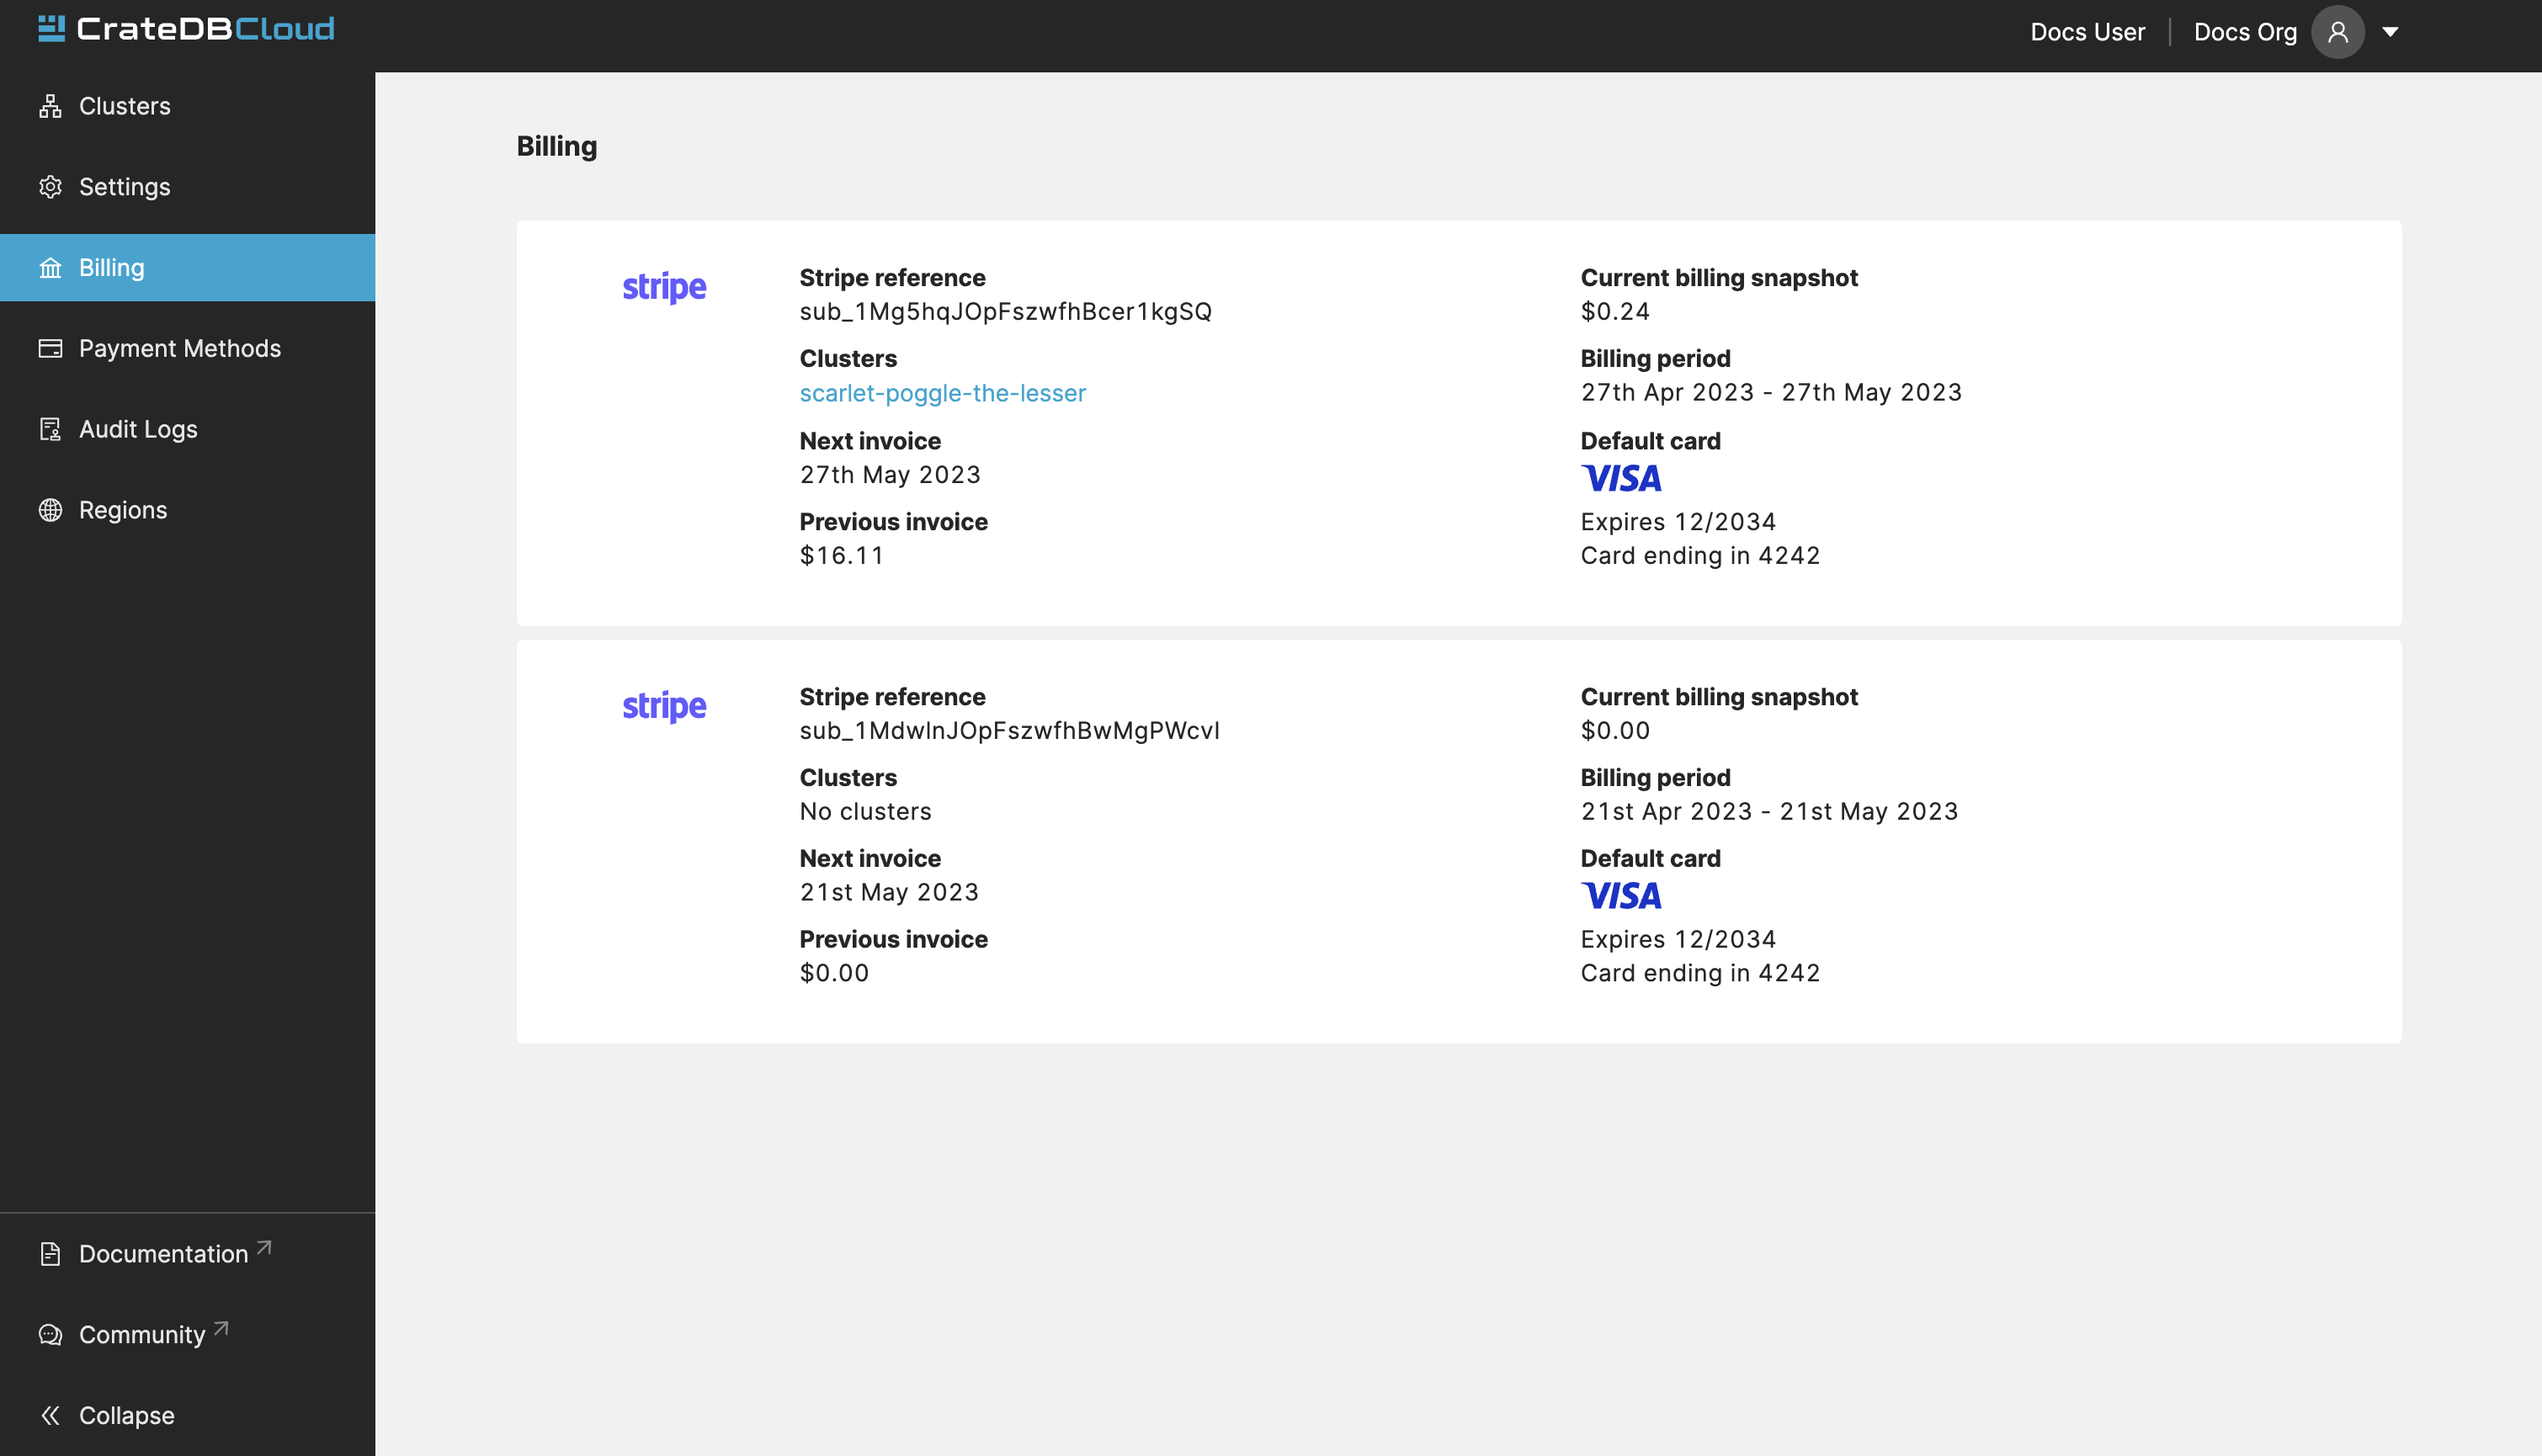 CrateDBCloud
Docs User
Docs Org
Clusters
Settings
Billing
Payment Methods
Audit Logs
Regions
Documentation
Community
Collapse
Billing
stripe
Stripe reference
sub_1Mg5hqJOpFszwfhBcer1kgSQ
Clusters
scarlet-poggle-the-lesser
Next invoice
27th May 2023
Previous invoice
$16.11
Current billing snapshot
$0.24
Billing period
27th Apr 2023 - 27th May 2023
Default card
VISA
Expires 12/2034
Card ending in 4242
stripe
Stripe reference
sub_1MdwlnJOpFszwfhBwMgPWcvI
Clusters
No clusters
Next invoice
21st May 2023
Previous invoice
$0.00
Current billing snapshot
$0.00
Billing period
21st Apr 2023 - 21st May 2023
Default card
VISA
Expires 12/2034
Card ending in 4242